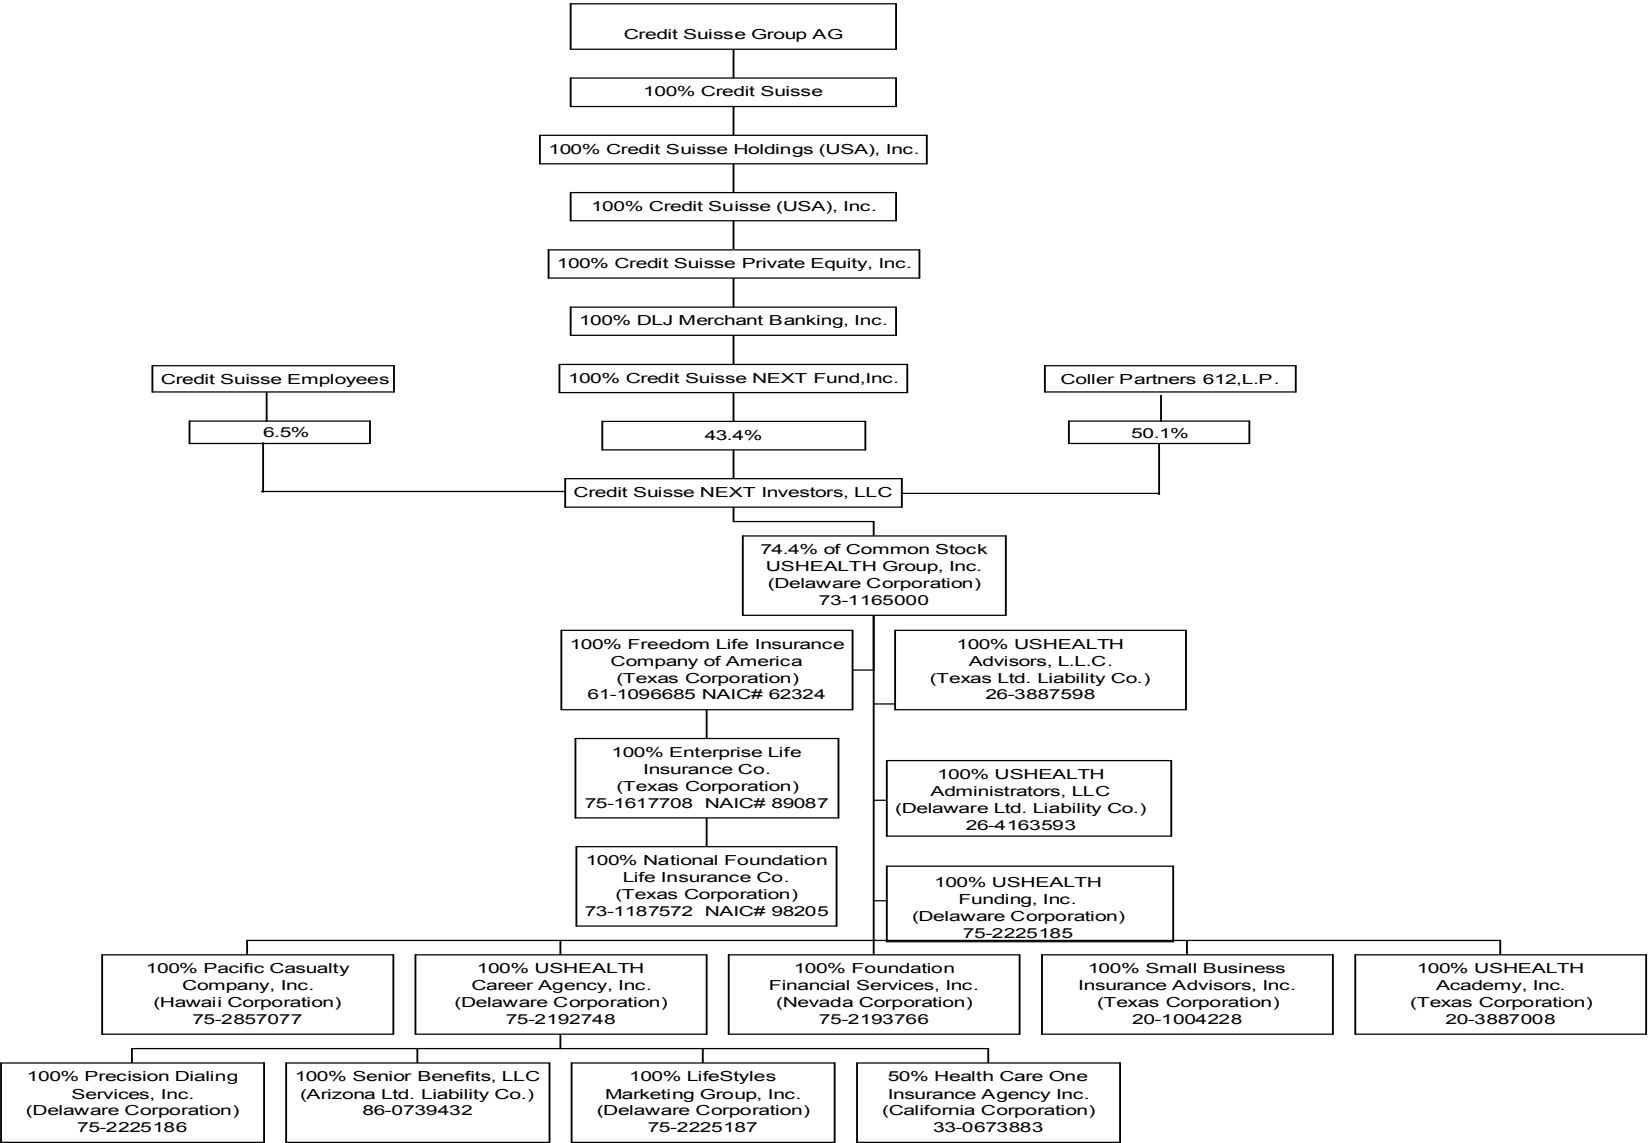 Credit Suisse Group AG
100% Credit Suisse
100% Credit Suisse Holdings (USA), Inc.
100% Credit Suisse (USA), Inc.
100% Credit Suisse Private Equity, Inc.
100% DLJ Merchant Banking, Inc.
Credit Suisse Employees
100% Credit Suisse NEXT Fund,Inc.
Coller Partners 612,L.P.
6.5%
43.4%
50.1%
Credit Suisse NEXT Investors, LLC
74.4% of Common Stock
USHEALTH Group, Inc.
(Delaware Corporation)
73-1165000
100% Freedom Life Insurance
Company of America
(Texas Corporation)
61-1096685 NAIC# 62324
100% USHEALTH
Advisors, L.L.C.
(Texas Ltd. Liability Co.)
26-3887598
100% Enterprise Life
Insurance Co.
(Texas Corporation)
75-1617708  NAIC# 89087
100% USHEALTH
Administrators, LLC
(Delaware Ltd. Liability Co.)
26-4163593
100% National Foundation
Life Insurance Co.
(Texas Corporation)
73-1187572  NAIC# 98205
100% USHEALTH
Funding, Inc.
(Delaware Corporation)
75-2225185
100% Pacific Casualty
Company, Inc.
(Hawaii Corporation)
75-2857077
100% USHEALTH
Career Agency, Inc.
(Delaware Corporation)
75-2192748
100% Foundation
Financial Services, Inc.
(Nevada Corporation)
75-2193766
100% Small Business
Insurance Advisors, Inc.
(Texas Corporation)
20-1004228
100% USHEALTH
Academy, Inc.
(Texas Corporation)
20-3887008
100% Precision Dialing
Services, Inc.
(Delaware Corporation)
75-2225186
100% Senior Benefits, LLC
(Arizona Ltd. Liability Co.)
86-0739432
100% LifeStyles
Marketing Group, Inc.
(Delaware Corporation)
75-2225187
50% Health Care One
Insurance Agency Inc.
(California Corporation)
33-0673883